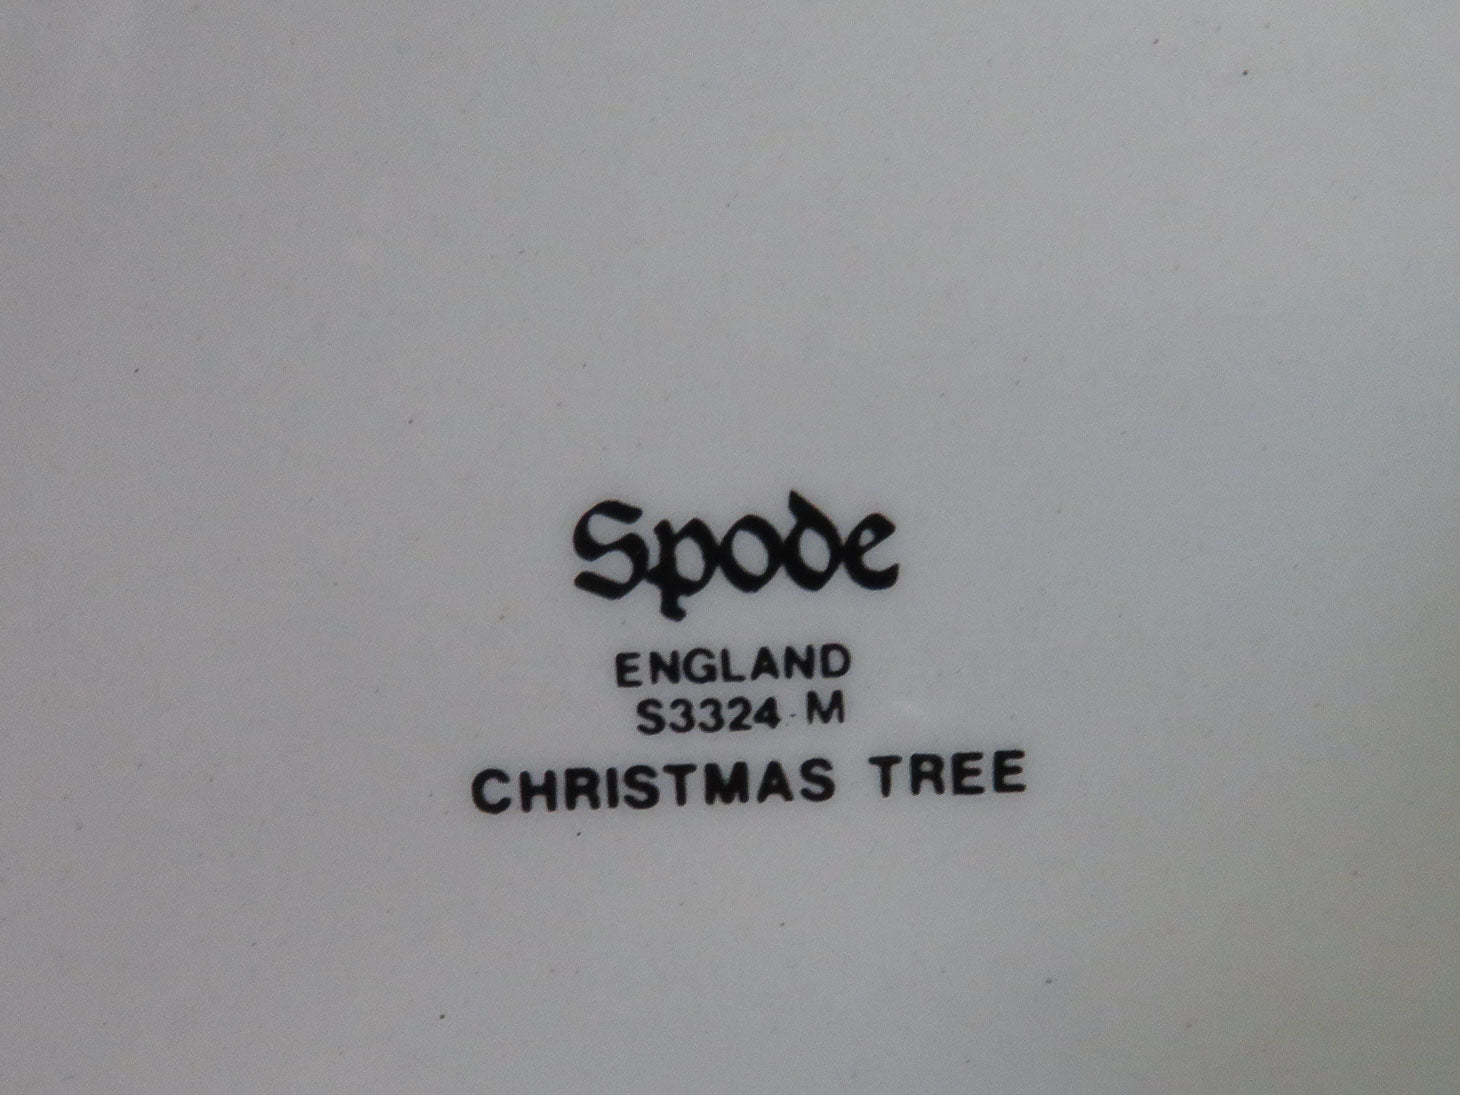 Spode
ENGLAND
S3324 M
CHRISTMAS TREE